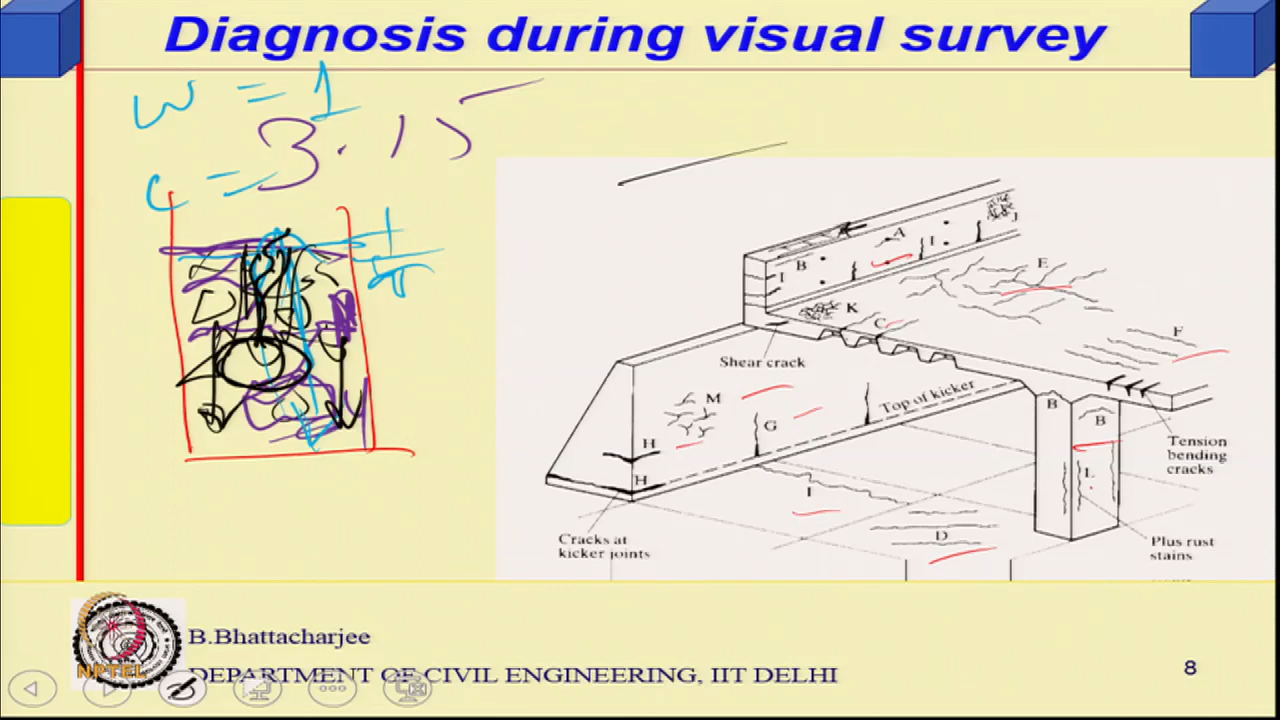 Diagnosis during visual survey
W = 1
C = 3.15
A
I
J
B
I
E
K
C
F
Shear crack
M
G
Top of kicker
B
B
H
H
L
Tension
bending
cracks
I
D
Cracks at
kicker joints
Plus rust
stains
NPTEL
B.Bhattacharjee
DEPARTMENT OF CIVIL ENGINEERING, IIT DELHI
8